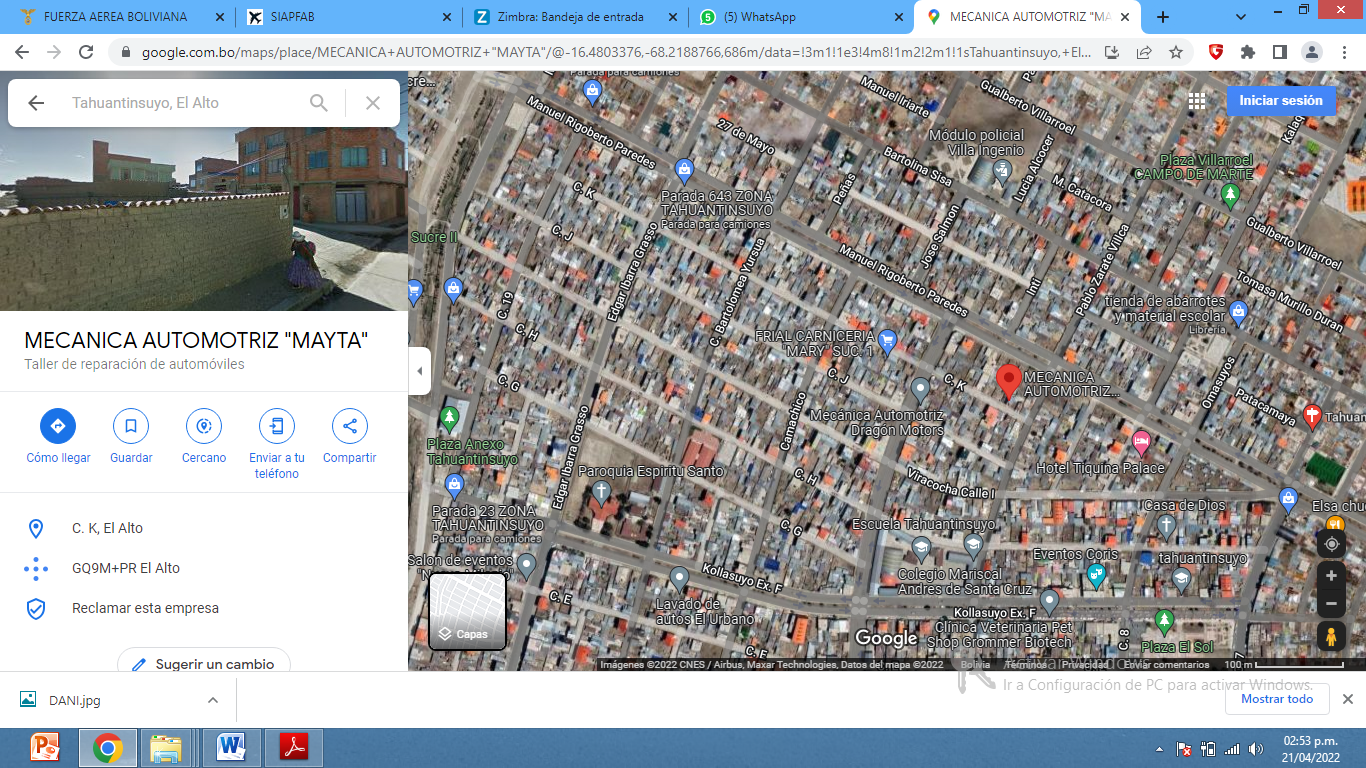 FUERZA AEREA BOLIVIANA
SIAPFAB
Zimbra: Bandeja de entrada
(5) WhatsApp
MECANICA AUTOMOTRIZ "MA
google.com.bo/maps/place/MECANICA+AUTOMOTRIZ+"MAYTA"/@-16.4803376,-68.2188766,686m/data=!3m1!1e3!4m8!1m2!2m1!1sTahuantinsuyo,+El...
Tahuantinsuyo, El Alto
MECANICA AUTOMOTRIZ "MAYTA"
Taller de reparación de automóviles
Cómo llegar
Guardar
Cercano
Enviar a tu
teléfono
Compartir
C. K, El Alto
GQ9M+PR El Alto
Reclamar esta empresa
Sugerir un cambio
Iniciar sesión
Parada para camiones
Manuel Rigoberto Paredes
27 de Mayo
Manuel Iriarte
Gualberto Villarroel
Módulo policial
Villa Ingenio
Bartolina Sisa
Lucio Alcocer
M. Catacora
Plaza Villarroel
CAMPO DE MARTE
Gualberto Villarroel
Parada 643 ZONA
TAHUANTINSUYO
Parada para camiones
Peñas
Jose Salmon
Inti
Pablo Zarate Villca
Manuel Rigoberto Paredes
Tomasa Murillo Duran
Sucre II
C. K
C. J
C. 19
Edgar Ibarra Grasso
C. Bartolomea Yursua
tienda de abarrotes
y material escolar
Librería
C. H
FRIAL CARNICERIA
"MARY" SUC. 1
C. J
C. K
MECANICA
AUTOMOTRIZ...
Omasuyos
Patacamaya
C. G
Mecánica Automotriz
Dragón Motors
Camachico
Plaza Anexo
Tahuantinsuyo
Edgar Ibarra Grasso
Paroquia Espiritu Santo
C. H
Viracocha Calle I
Hotel Tiquina Palace
Parada 23 ZONA
TAHUANTINSUYO
Parada para camiones
C. G
Escuela Tahuantinsuyo
Casa de Dios
Salon de eventos
Colegio Mariscal
Andres de Santa Cruz
Eventos Coris
tahuantinsuyo
Kollasuyo Ex. F
C. E
Lavado de
autos El Urbano
Kollasuyo Ex. F
Clínica Veterinaria Pet
Shop Grommer Biotech
C. 8
Plaza El Sol
C. E
Capas
Google
Imágenes ©2022 CNES / Airbus, Maxar Technologies, Datos del mapa ©2022
Bolivia
Términos
Privacidad
Enviar comentarios
100 m
Ir a Configuración de PC para activar Windows.
DANI.jpg
Mostrar todo
02:53 p.m.
21/04/2022